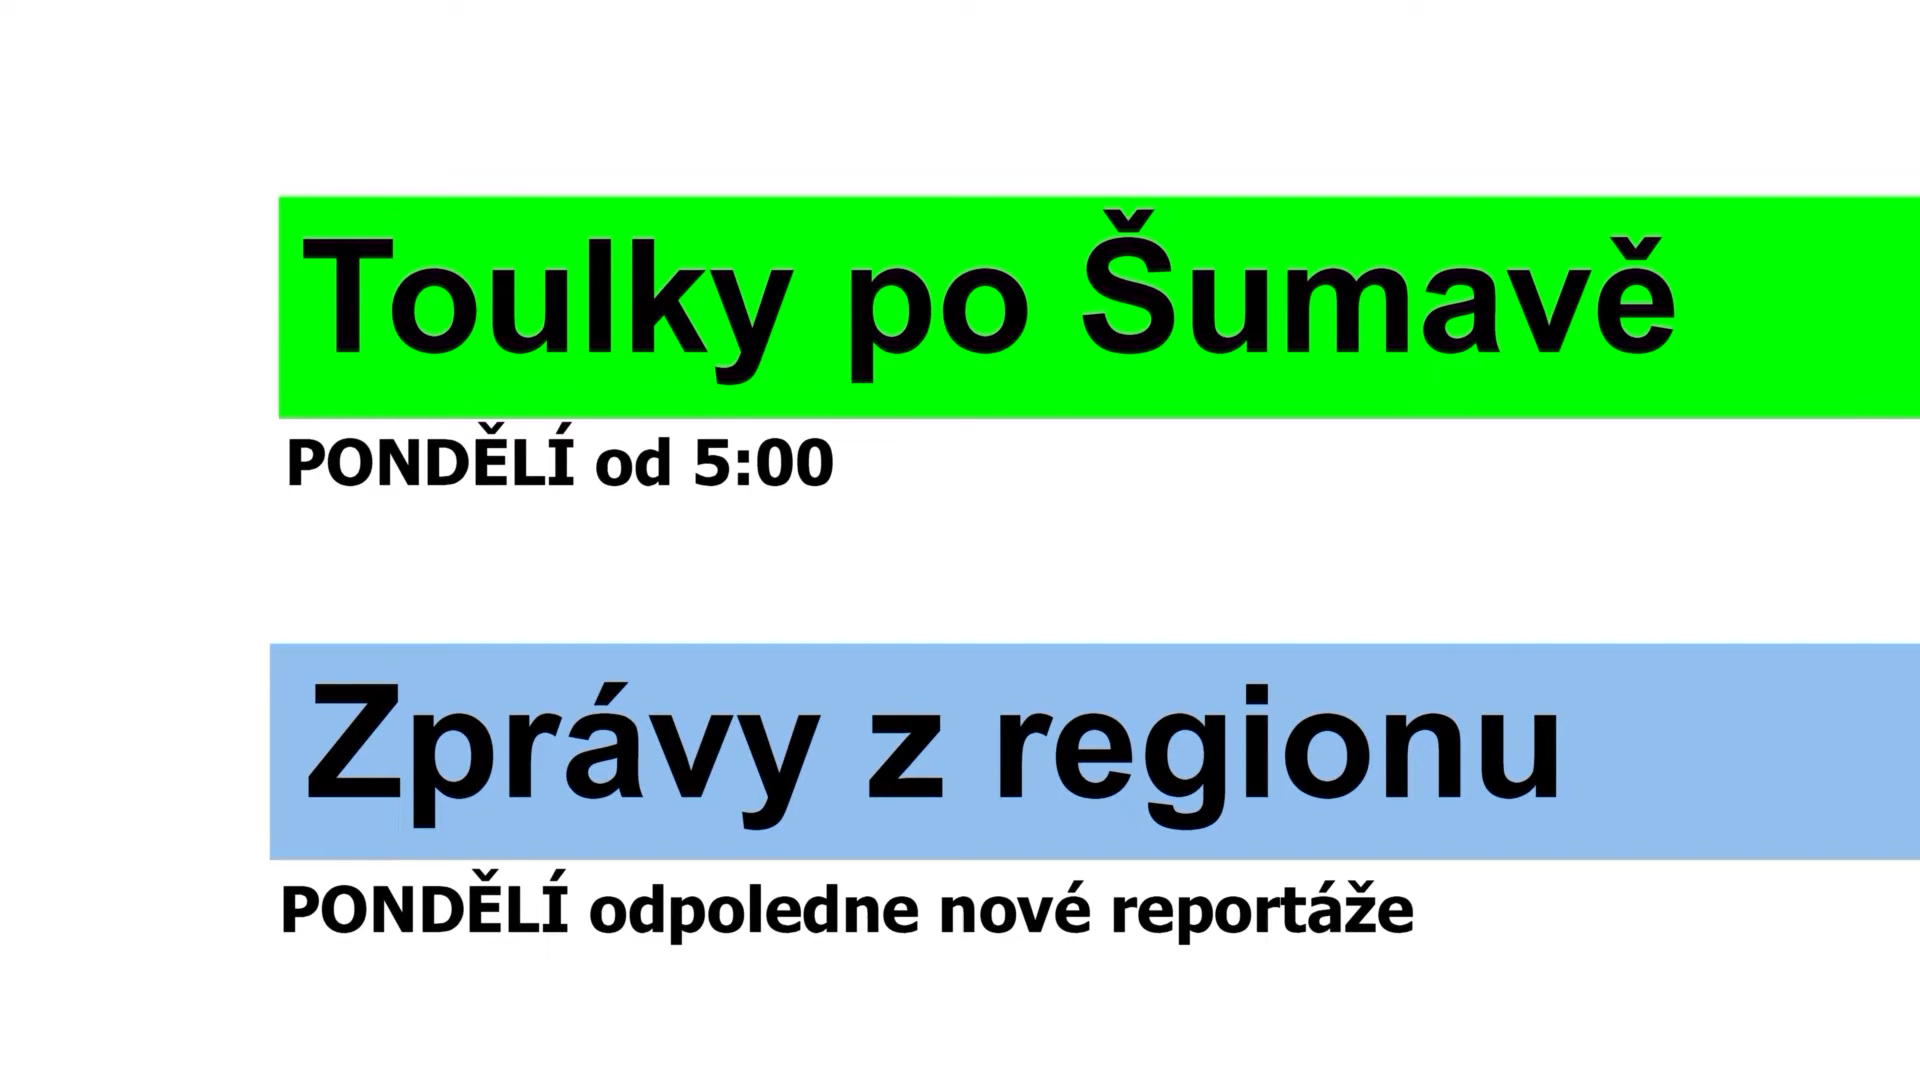 Toulky po Šumavě
PONDĚLÍ od 5:00
Zprávy z regionu
PONDĚLÍ odpoledne nové reportáže